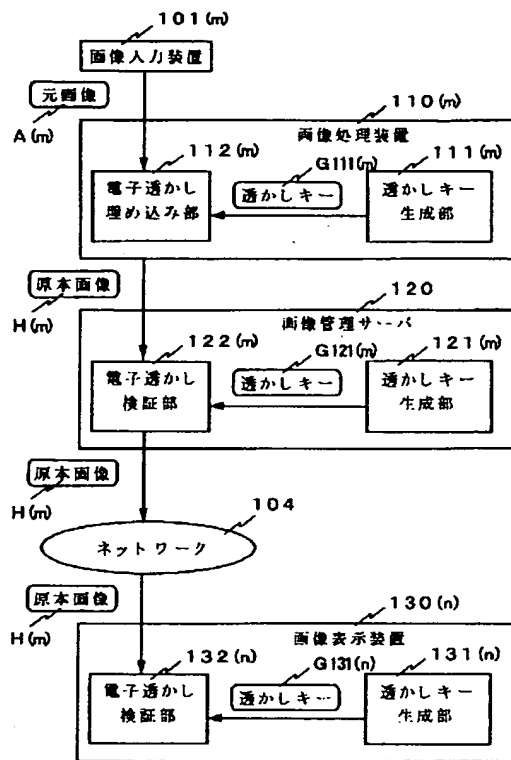 101(m)
画像入力装置
元画像
A(m)
110(m)
画像処理装置
112(m)
G111(m)
111(m)
電子透かし
埋め込み部
透かしキー
透かしキー
生成部
原本画像
H(m)
120
画像管理サーバ
122(m)
G121(m)
121(m)
電子透かし
検証部
透かしキー
透かしキー
生成部
原本画像
H(m)
104
ネットワーク
原本画像
H(m)
130(n)
画像表示装置
132(n)
G131(n)
131(n)
電子透かし
検証部
透かしキー
透かしキー
生成部